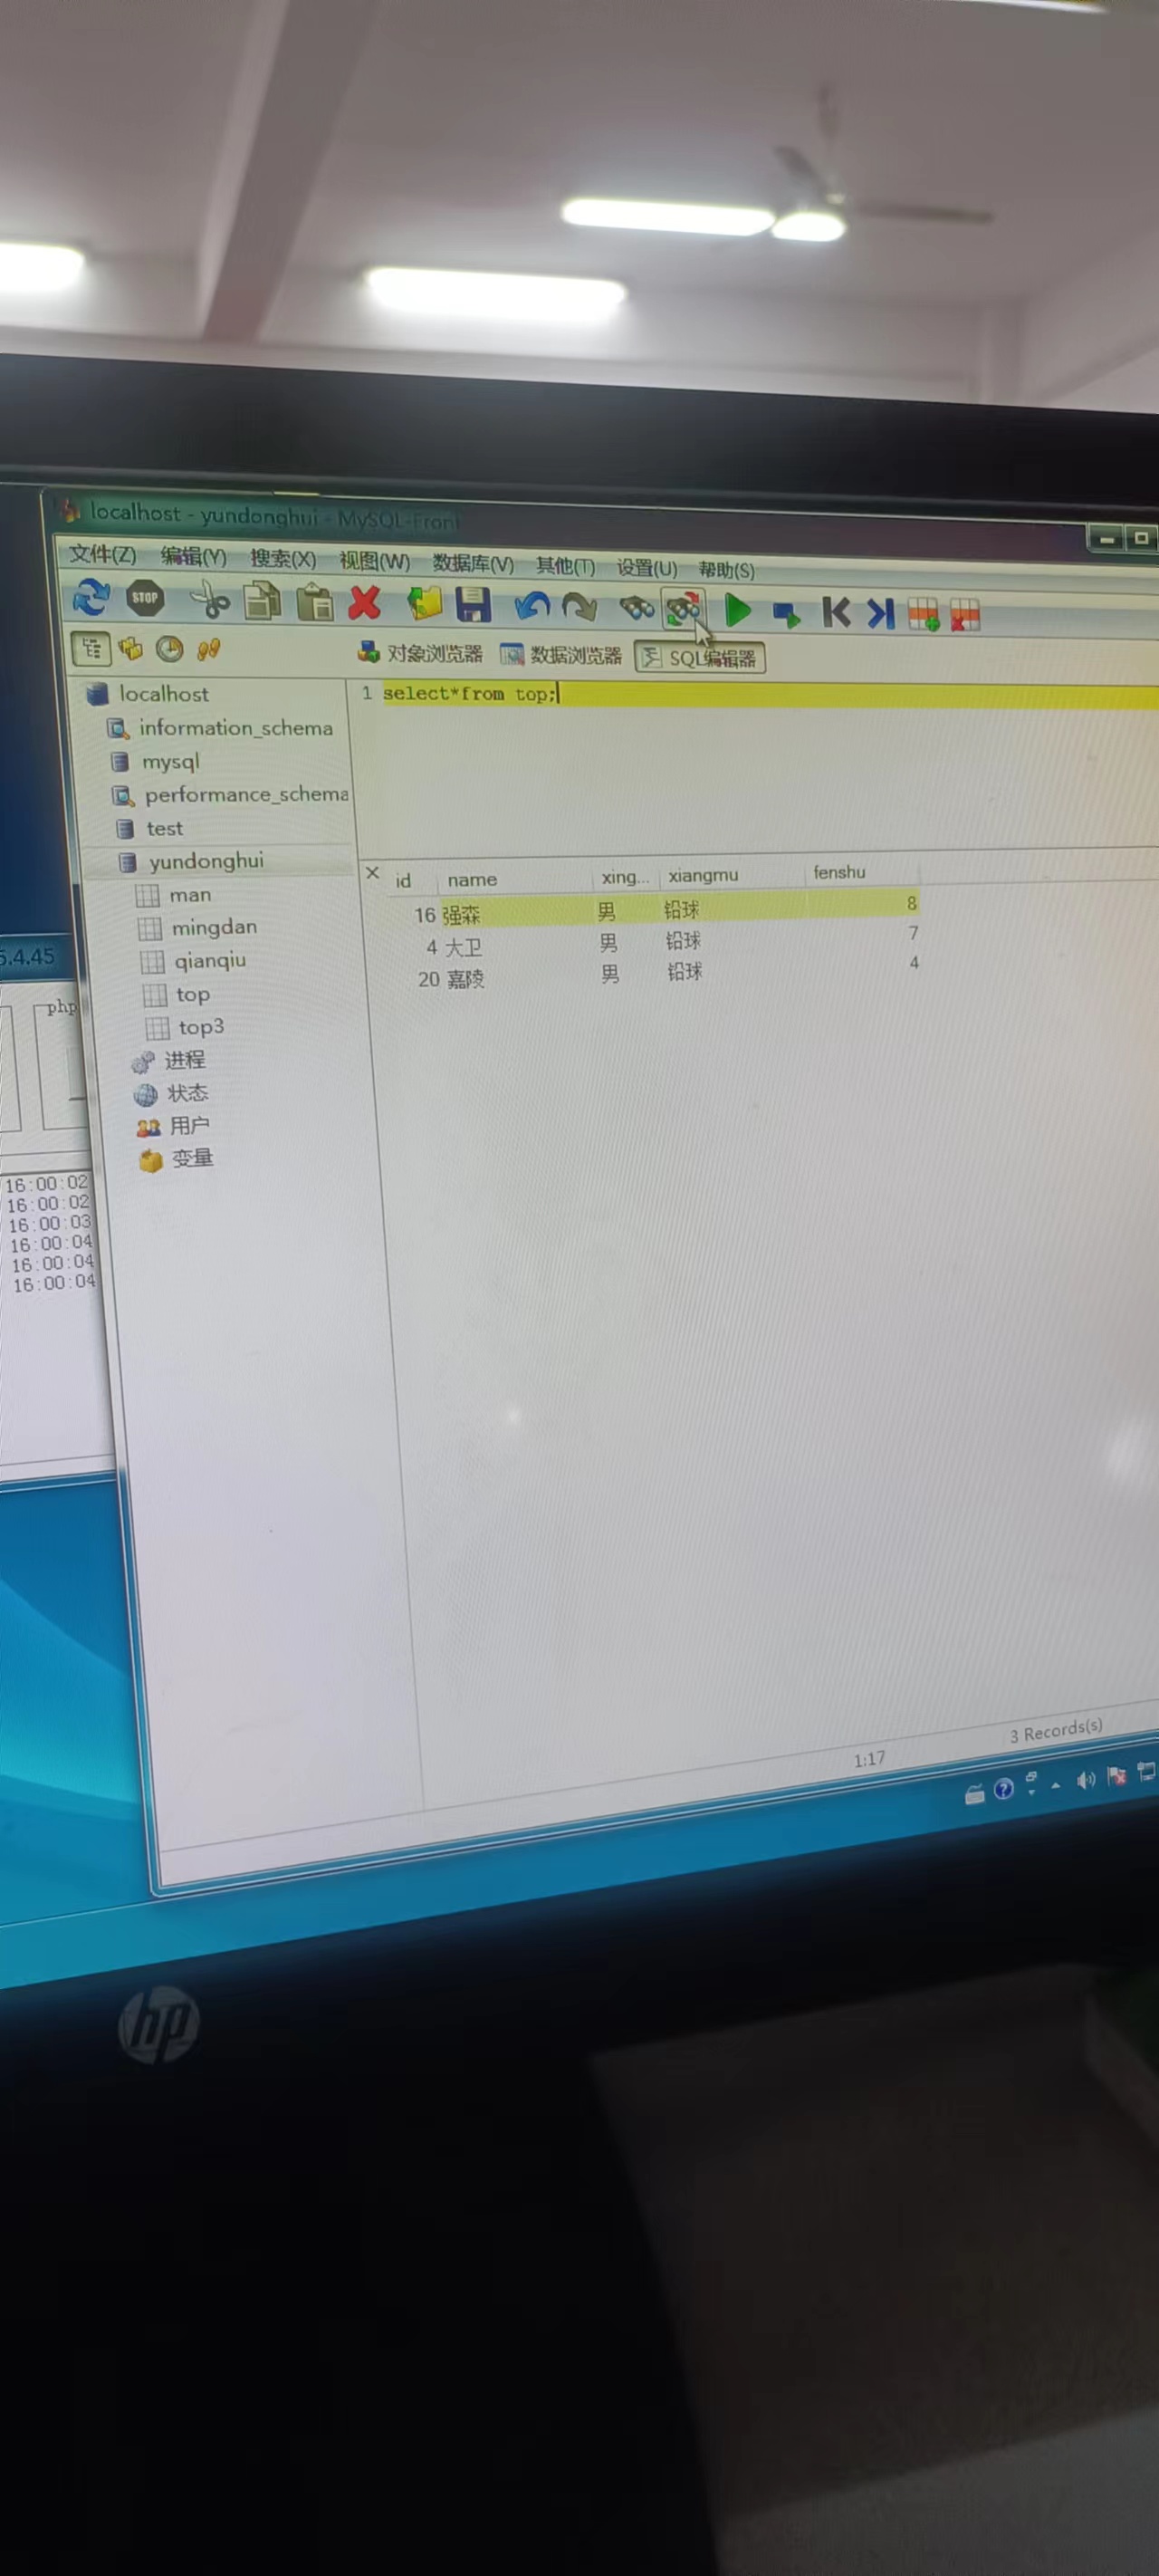 localhost - yundonghui - MySQL-Front
文件(Z) 编辑(Y) 搜索(X) 视图(W) 数据库(V) 其他(T) 设置(U) 帮助(S)
STOP
对象浏览器 数据浏览器 SQL编辑器
localhost
information_schema
mysql
performance_schema
test
yundonghui
man
mingdan
qianqiu
top
top3
进程
状态
用户
变量
1 select*from top;
id name xing... xiangmu fenshu
16 强森 男 铅球 8
4 大卫 男 铅球 7
20 嘉陵 男 铅球 4
5.4.45
php
16:00:02
16:00:02
16:00:03
16:00:04
16:00:04
16:00:04
1:17 3 Records(s)
hp